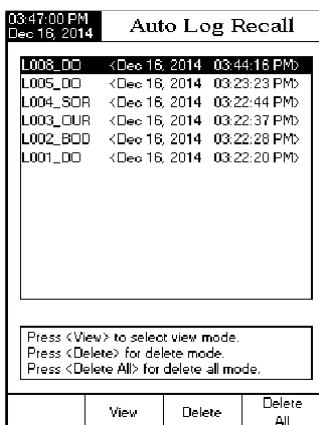 03:47:00 PM
Dec 16, 2014
Auto Log Recall
L006_DO <Dec 16, 2014 03:44:16 PM>
L005_DO <Dec 16, 2014 03:23:23 PM>
L004_SOR <Dec 16, 2014 03:22:44 PM>
L003_OUR <Dec 16, 2014 03:22:37 PM>
L002_BOD <Dec 16, 2014 03:22:28 PM>
L001_DO <Dec 16, 2014 03:22:20 PM>
Press <View> to select view mode.
Press <Delete> for delete mode.
Press <Delete All> for delete all mode.
View
Delete
Delete
All